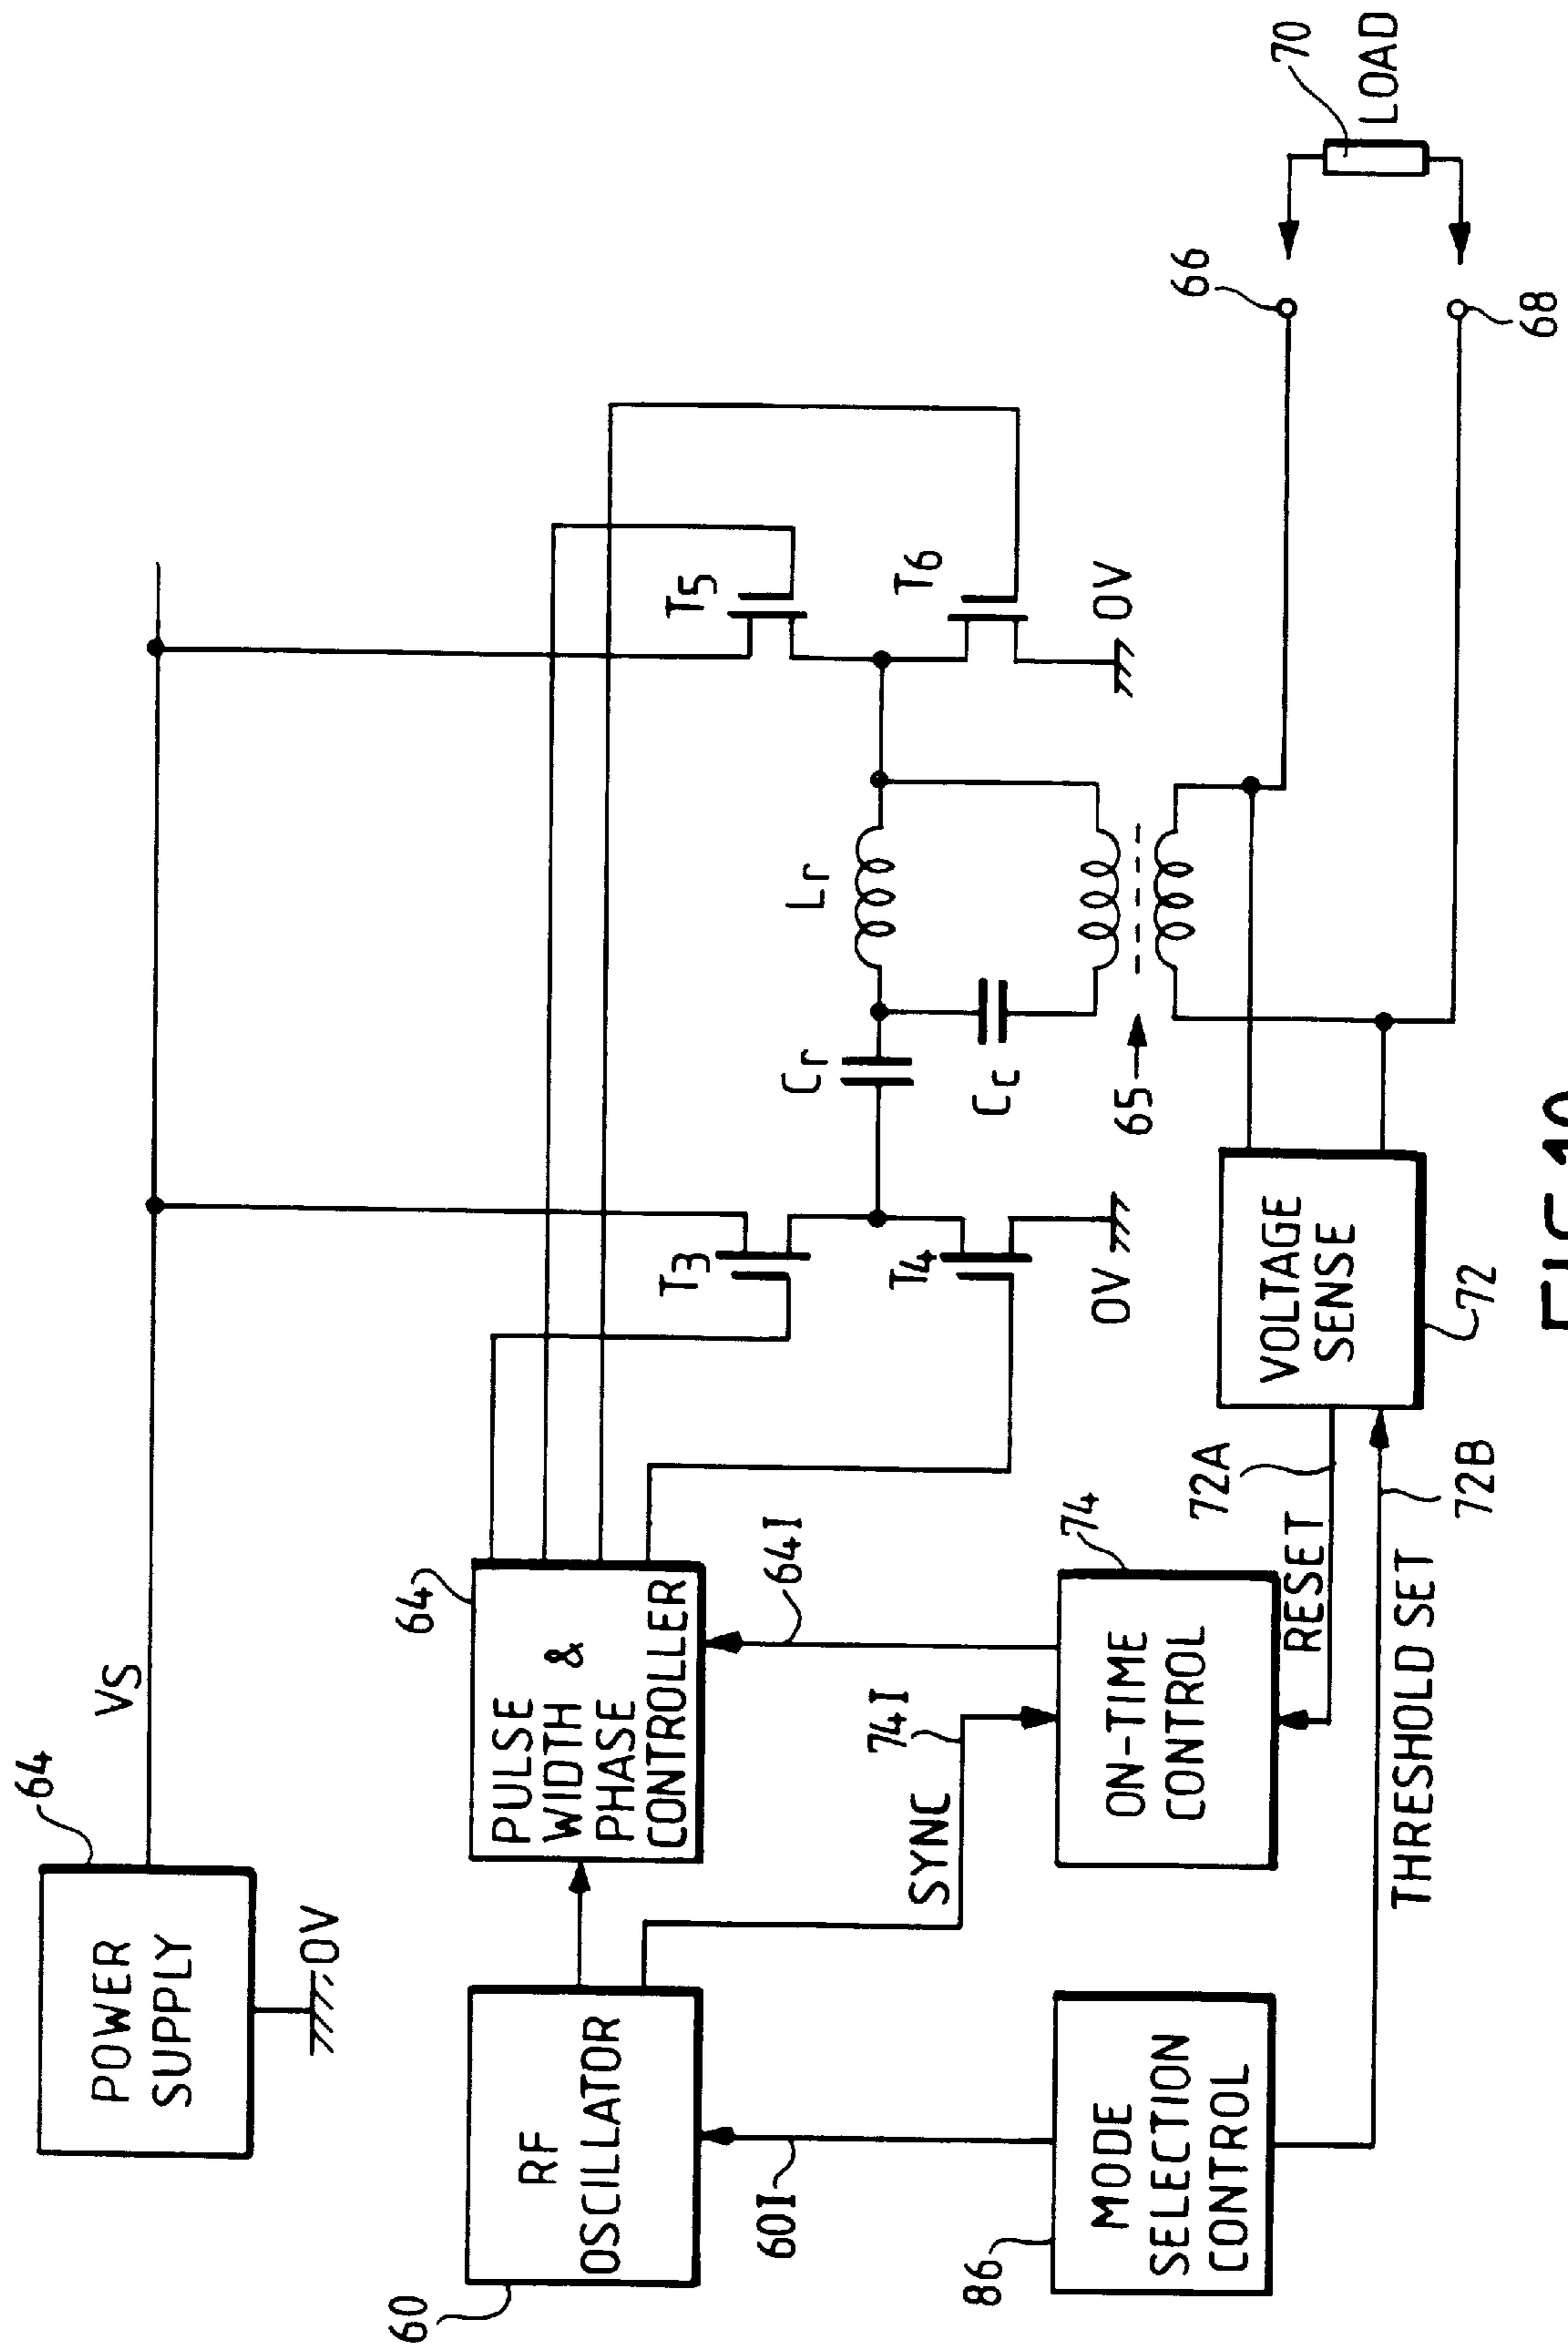 64
POWER
SUPPLY
VS
0V
60
RF
OSCILLATOR
64
PULSE
WIDTH &
PHASE
CONTROLLER
T3
T5
T4
T6
Cr
Lr
Cc
0V
0V
65
SYNC
74I
64I
60I
86
MODE
SELECTION
CONTROL
74
ON-TIME
CONTROL
RESET
72A
THRESHOLD SET
72B
VOLTAGE
SENSE
72
66
68
70
LOAD
FIG.10